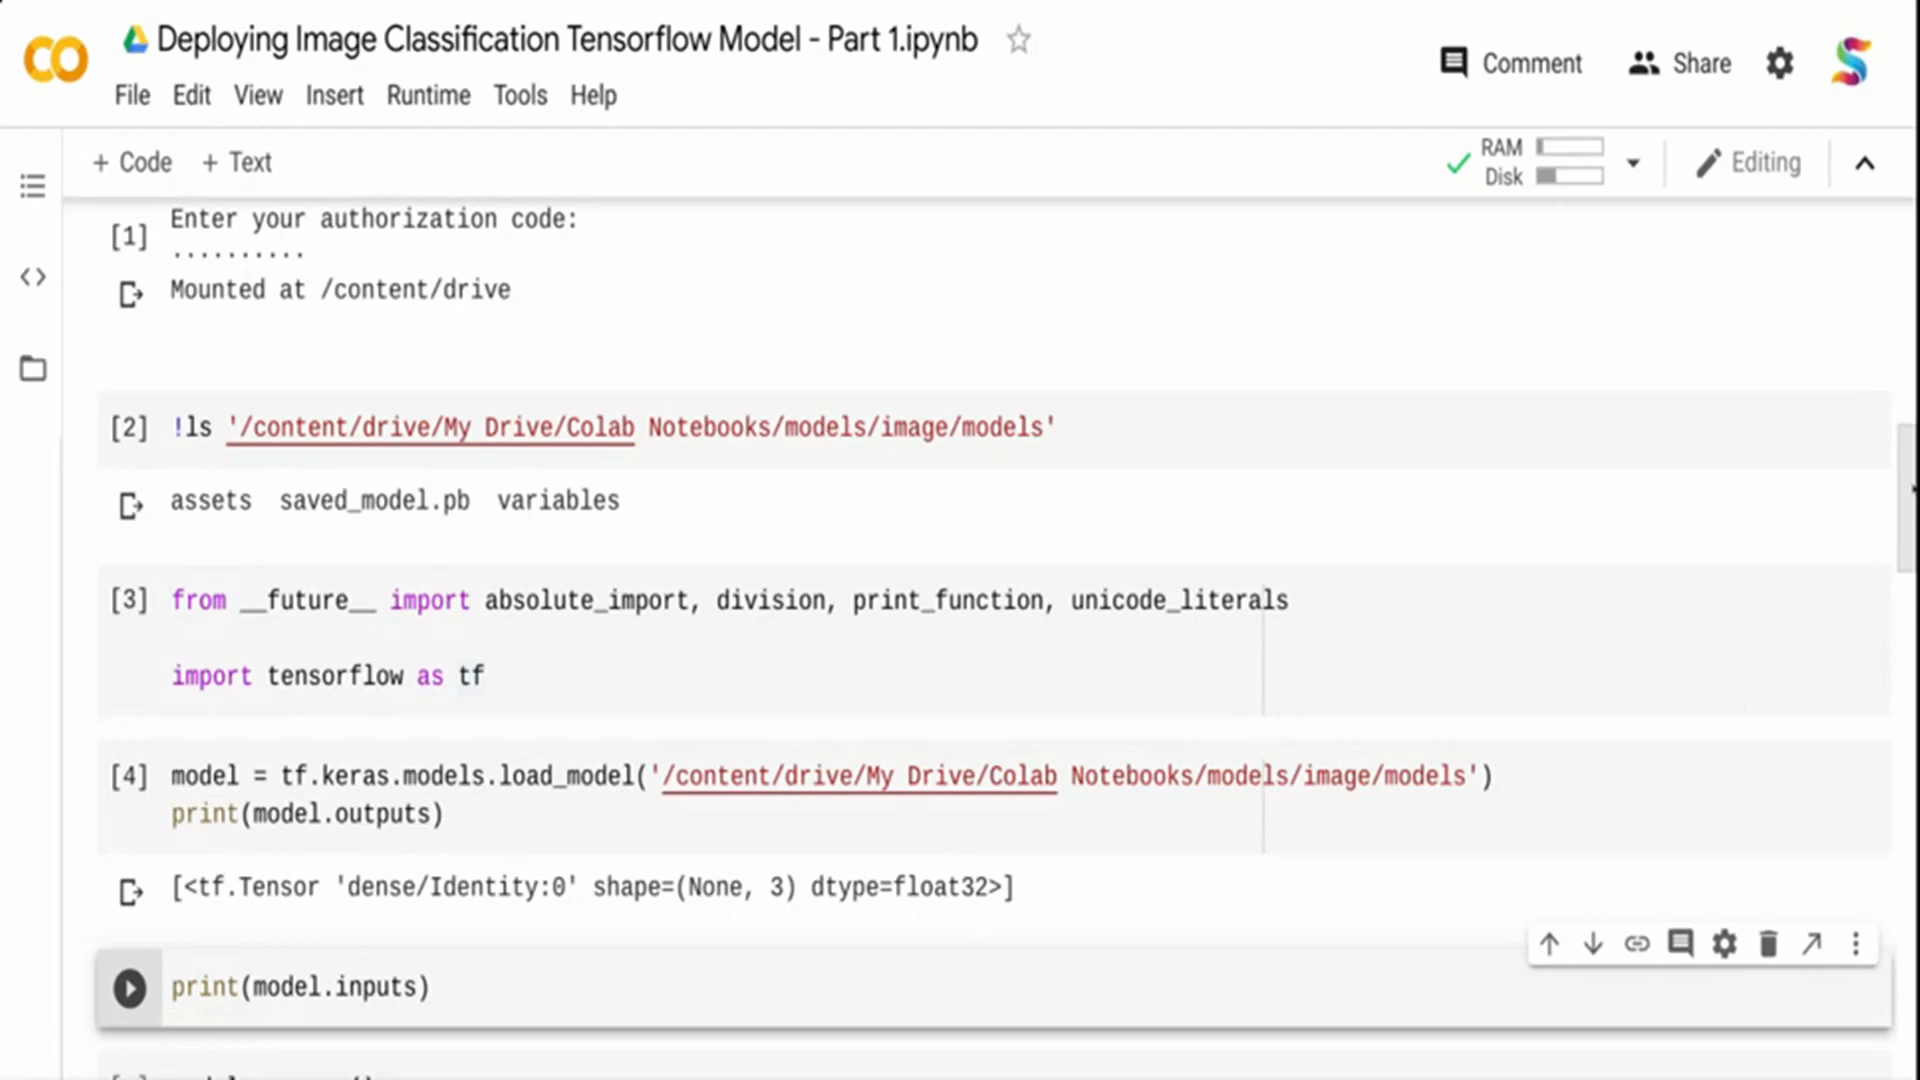 Deploying Image Classification Tensorflow Model - Part 1.ipynb
Comment Share
File Edit View Insert Runtime Tools Help
+ Code + Text
RAM
Disk
Editing
[1] Enter your authorization code:
··········
Mounted at /content/drive
[2] !ls '/content/drive/My Drive/Colab Notebooks/models/image/models'
assets saved_model.pb variables
[3] from __future__ import absolute_import, division, print_function, unicode_literals
import tensorflow as tf
[4] model = tf.keras.models.load_model('/content/drive/My Drive/Colab Notebooks/models/image/models')
print(model.outputs)
[<tf.Tensor 'dense/Identity:0' shape=(None, 3) dtype=float32>]
print(model.inputs)